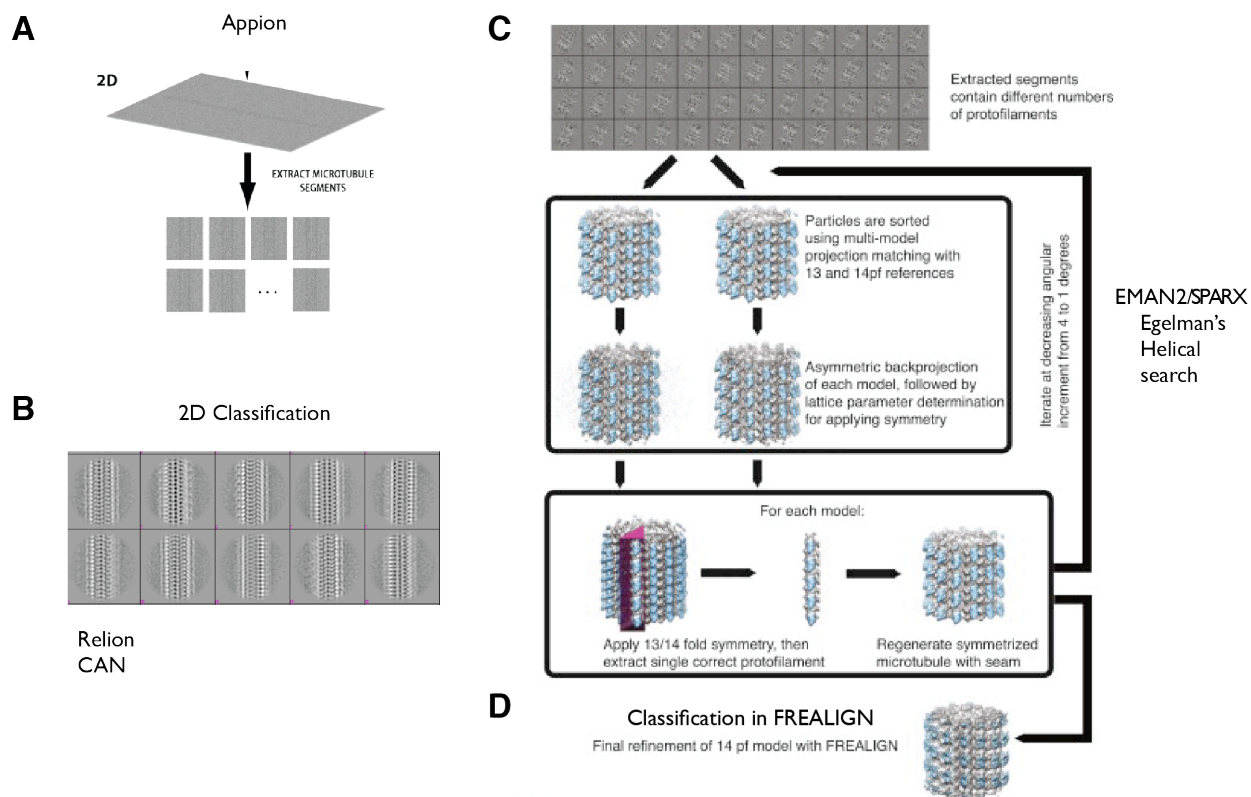 A
Appion
2D
EXTRACT MICROTUBULE
SEGMENTS
...
B
2D Classification
Relion
CAN
C
Extracted segments
contain different numbers
of protofilaments
Particles are sorted
using multi-model
projection matching with
13 and 14pf references
Asymmetric backprojection
of each model, followed by
lattice parameter determination
for applying symmetry
Iterate at decreasing angular
increment from 4 to 1 degrees
EMAN2/SPARX
Egelman's
Helical
search
For each model:
Apply 13/14 fold symmetry, then
extract single correct protofilament
Regenerate symmetrized
microtubule with seam
D
Classification in FREALIGN
Final refinement of 14 pf model with FREALIGN